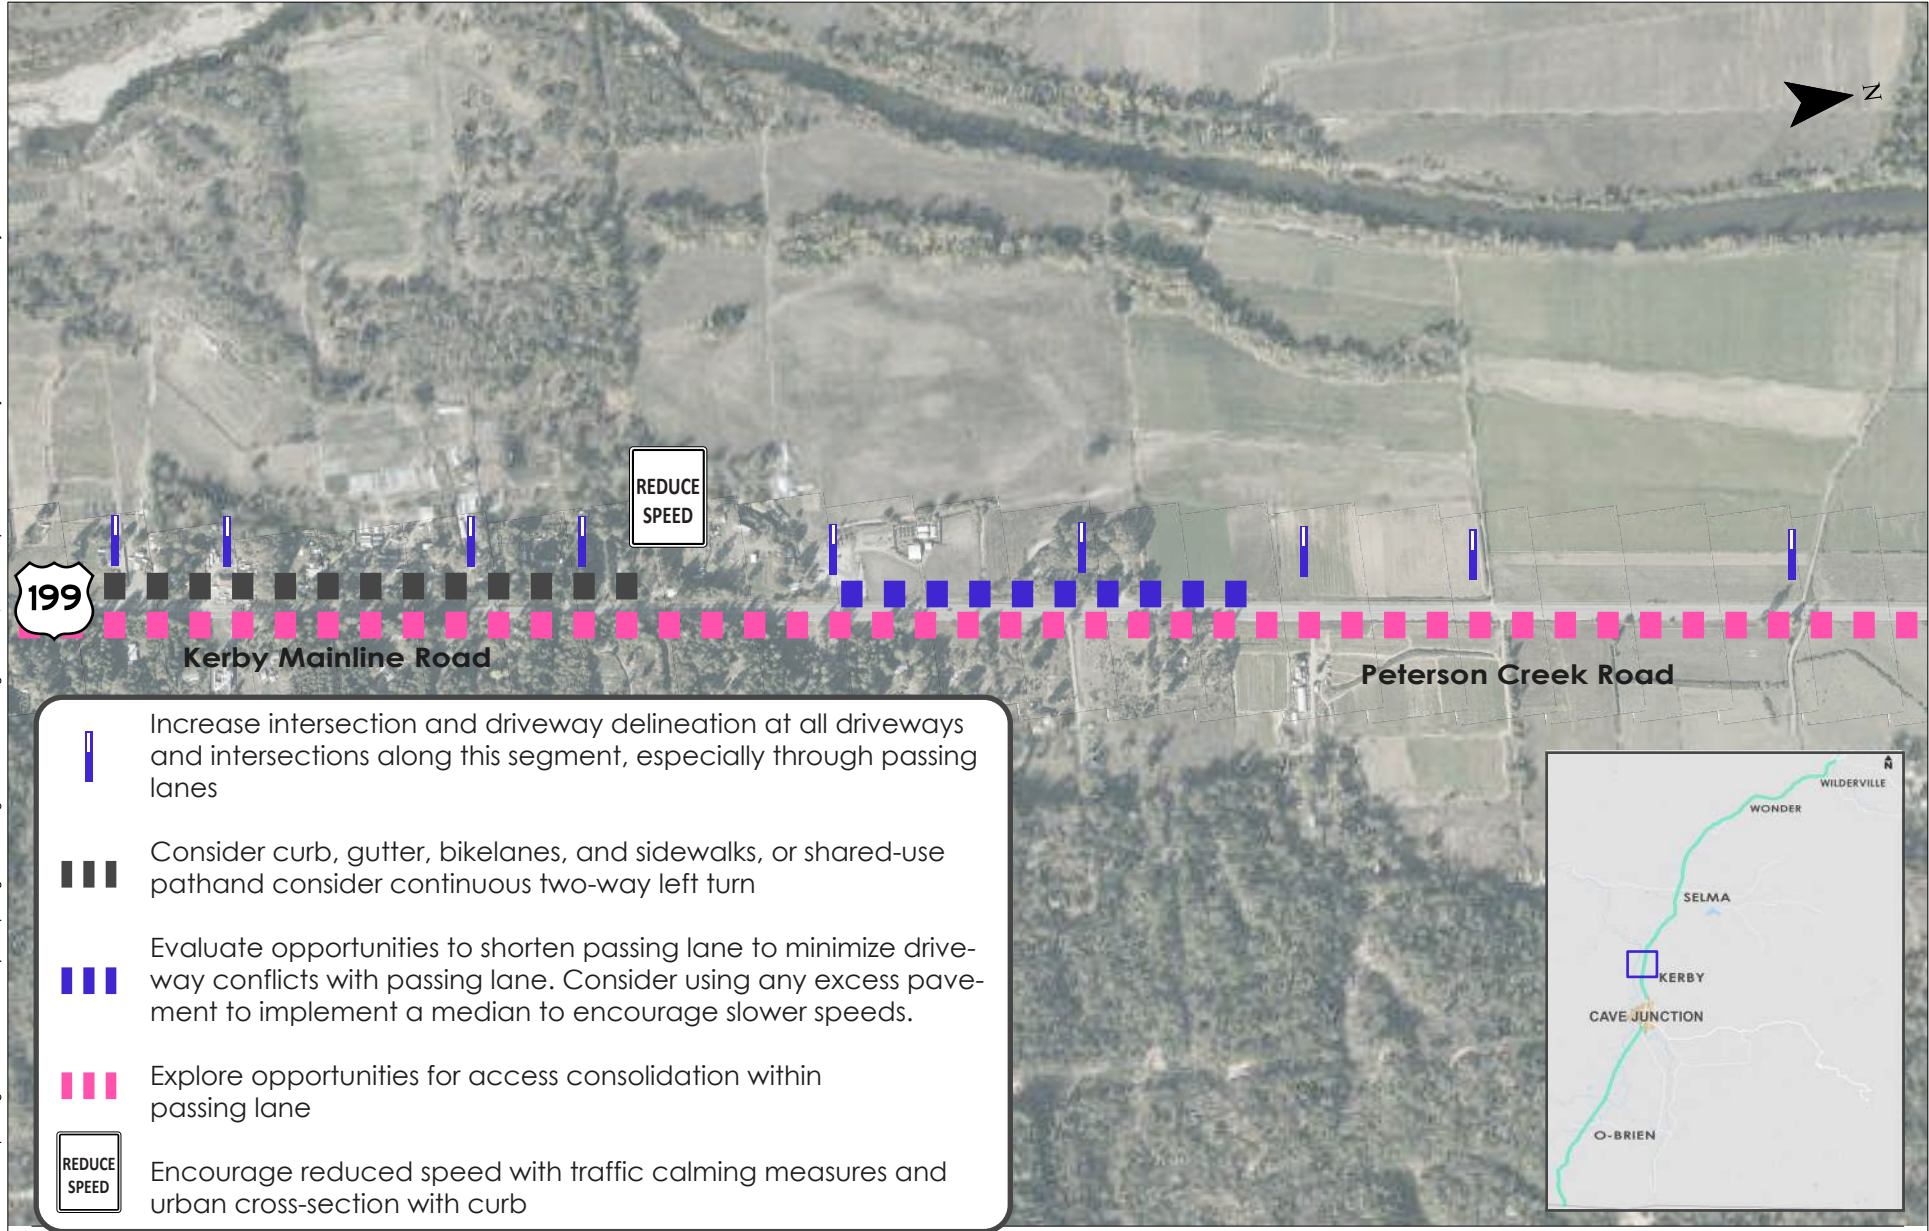 N
REDUCE
SPEED
199
Kerby Mainline Road
Peterson Creek Road
Increase intersection and driveway delineation at all driveways
and intersections along this segment, especially through passing
lanes
Consider curb, gutter, bikelanes, and sidewalks, or shared-use
pathand consider continuous two-way left turn
Evaluate opportunities to shorten passing lane to minimize drive-
way conflicts with passing lane. Consider using any excess pave-
ment to implement a median to encourage slower speeds.
Explore opportunities for access consolidation within
passing lane
REDUCE
SPEED
Encourage reduced speed with traffic calming measures and
urban cross-section with curb
N
WILDERVILLE
WONDER
SELMA
KERBY
CAVE JUNCTION
O-BRIEN